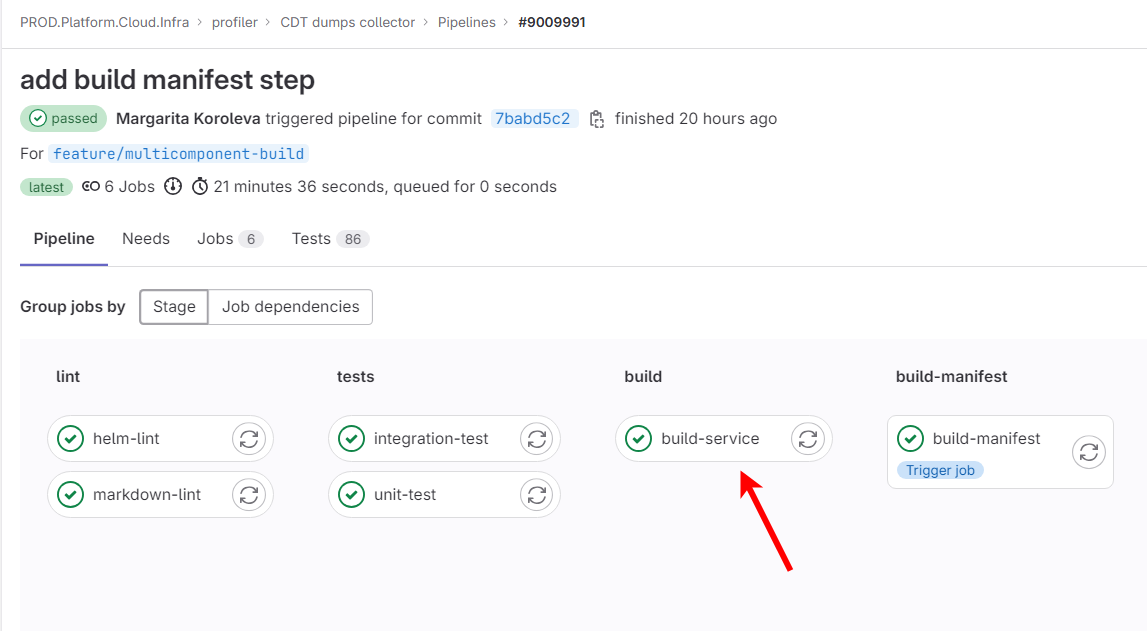 PROD.Platform.Cloud.Infra > profiler > CDT dumps collector > Pipelines > #9009991
add build manifest step
passed Margarita Koroleva triggered pipeline for commit 7babd5c2 finished 20 hours ago
For feature/multicomponent-build
latest 6 Jobs 21 minutes 36 seconds, queued for 0 seconds
Pipeline Needs Jobs 6 Tests 86
Group jobs by Stage Job dependencies
lint tests build build-manifest
helm-lint integration-test build-service build-manifest
Trigger job
markdown-lint unit-test